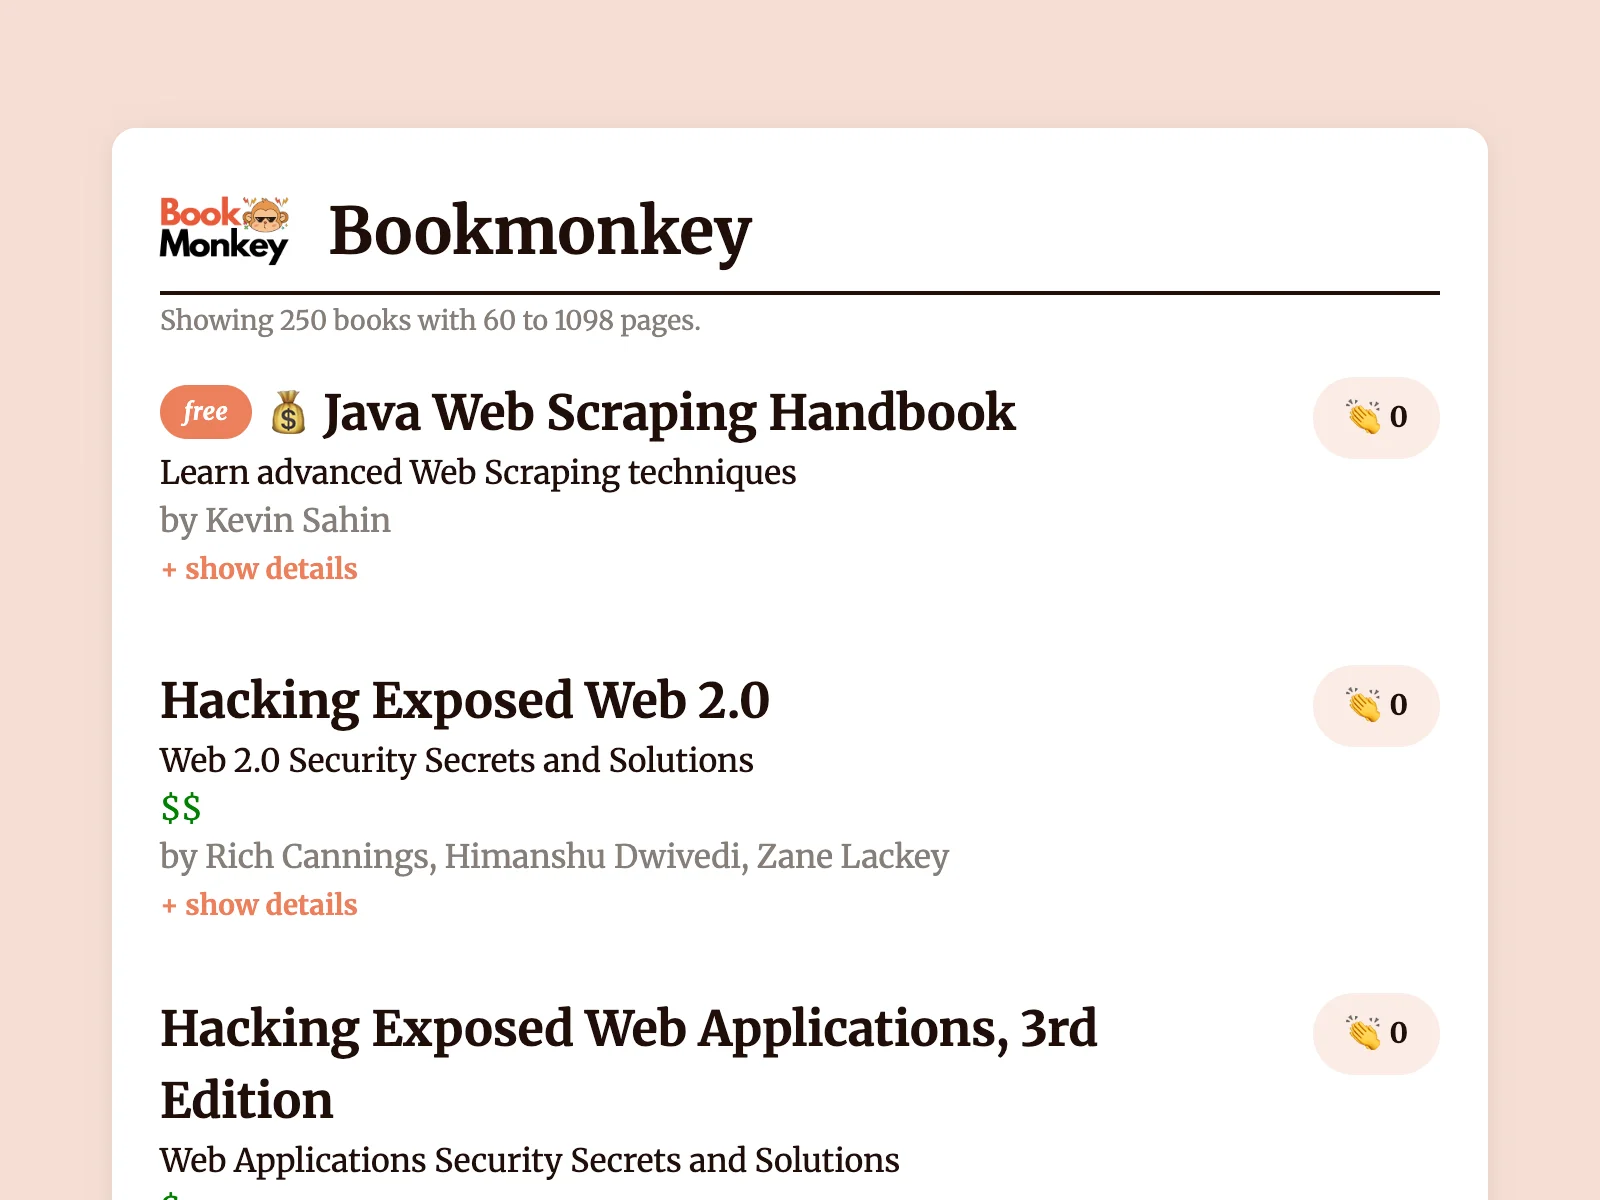 Book
Monkey
Bookmonkey
Showing 250 books with 60 to 1098 pages.
free 💰 Java Web Scraping Handbook
👏 0
Learn advanced Web Scraping techniques
by Kevin Sahin
+ show details
Hacking Exposed Web 2.0
👏 0
Web 2.0 Security Secrets and Solutions
$$
by Rich Cannings, Himanshu Dwivedi, Zane Lackey
+ show details
Hacking Exposed Web Applications, 3rd
Edition
👏 0
Web Applications Security Secrets and Solutions